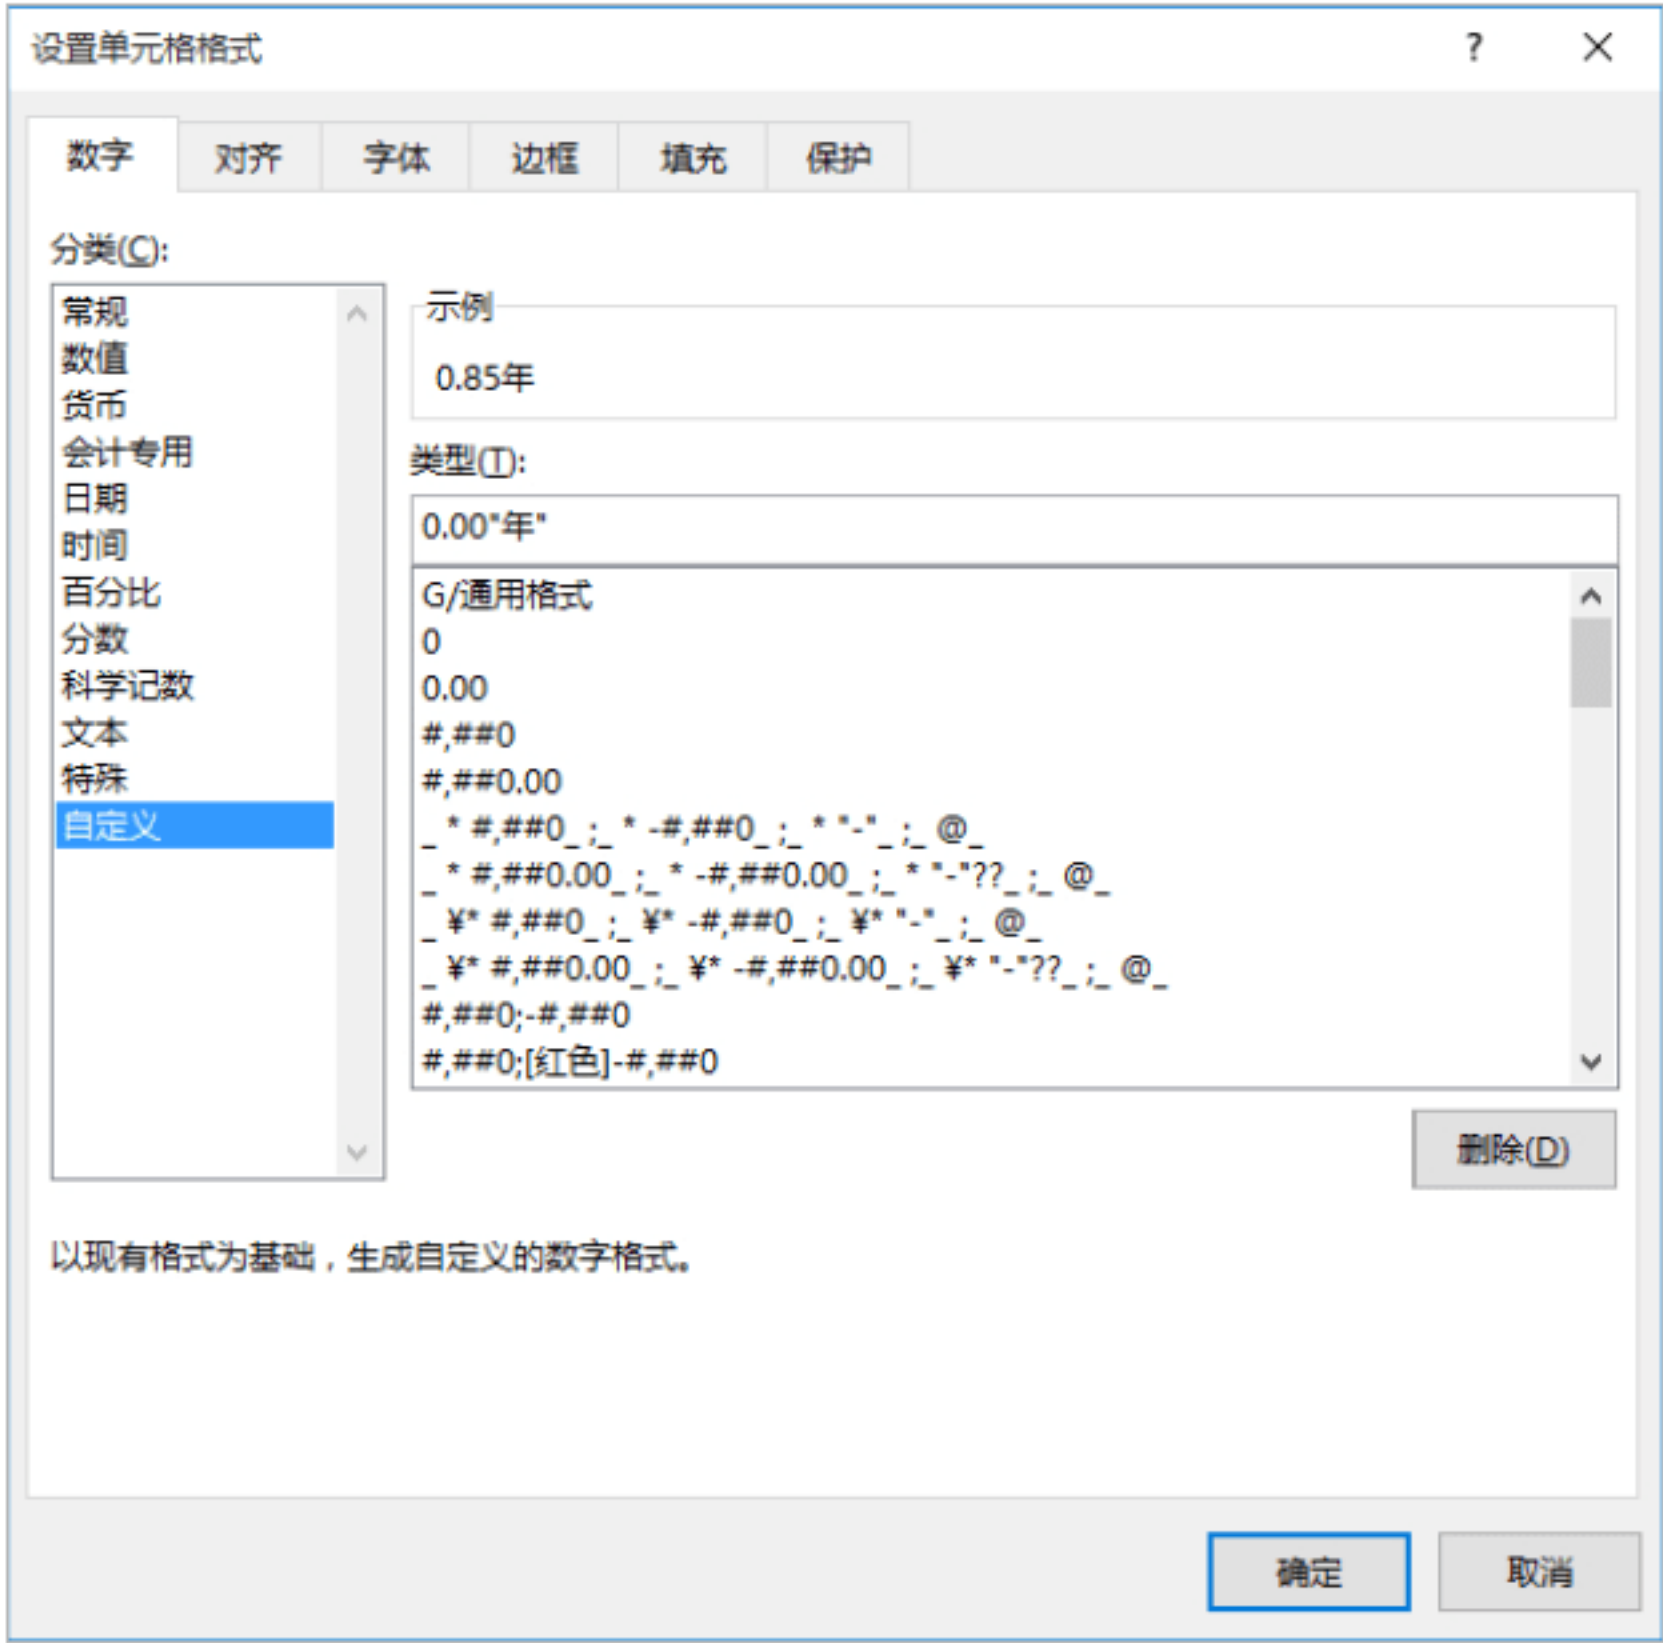 设置单元格格式 ?
数字 对齐 字体 边框 填充 保护
分类(C):
常规
数值
货币
会计专用
日期
时间
百分比
分数
科学记数
文本
特殊
自定义
示例
0.85年
类型(T):
0.00"年"
G/通用格式
0
0.00
#,##0
#,##0.00
_ * #,##0_ ;_ * -#,##0_ ;_ * "-"_ ;_ @_
_ * #,##0.00_ ;_ * -#,##0.00_ ;_ * "-"??_ ;_ @_
_ ¥* #,##0_ ;_ ¥* -#,##0_ ;_ ¥* "-"_ ;_ @_
_ ¥* #,##0.00_ ;_ ¥* -#,##0.00_ ;_ ¥* "-"??_ ;_ @_
#,##0;-#,##0
#,##0;[红色]-#,##0
删除(D)
以现有格式为基础，生成自定义的数字格式。
确定 取消